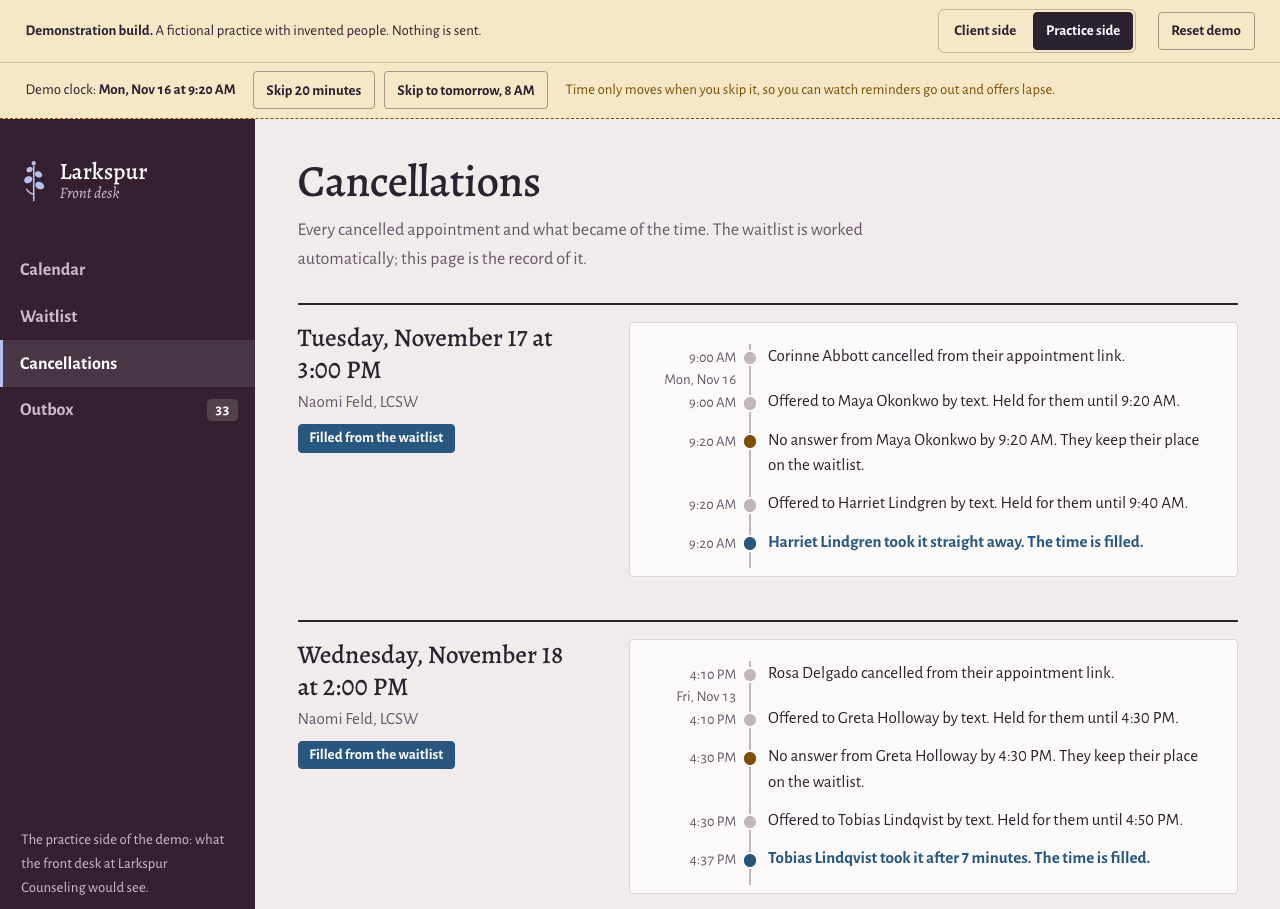 Demonstration build. A fictional practice with invented people. Nothing is sent.
Client side
Practice side
Reset demo
Demo clock: Mon, Nov 16 at 9:20 AM
Skip 20 minutes
Skip to tomorrow, 8 AM
Time only moves when you skip it, so you can watch reminders go out and offers lapse.
Larkspur
Front desk
Calendar
Waitlist
Cancellations
Outbox
33
The practice side of the demo: what
the front desk at Larkspur
Counseling would see.
Cancellations
Every cancelled appointment and what became of the time. The waitlist is worked
automatically; this page is the record of it.
Tuesday, November 17 at
3:00 PM
Naomi Feld, LCSW
Filled from the waitlist
9:00 AM
Corinne Abbott cancelled from their appointment link.
Mon, Nov 16
9:00 AM
Offered to Maya Okonkwo by text. Held for them until 9:20 AM.
9:20 AM
No answer from Maya Okonkwo by 9:20 AM. They keep their place
on the waitlist.
9:20 AM
Offered to Harriet Lindgren by text. Held for them until 9:40 AM.
9:20 AM
Harriet Lindgren took it straight away. The time is filled.
Wednesday, November 18
at 2:00 PM
Naomi Feld, LCSW
Filled from the waitlist
4:10 PM
Rosa Delgado cancelled from their appointment link.
Fri, Nov 13
4:10 PM
Offered to Greta Holloway by text. Held for them until 4:30 PM.
4:30 PM
No answer from Greta Holloway by 4:30 PM. They keep their place
on the waitlist.
4:30 PM
Offered to Tobias Lindqvist by text. Held for them until 4:50 PM.
4:37 PM
Tobias Lindqvist took it after 7 minutes. The time is filled.